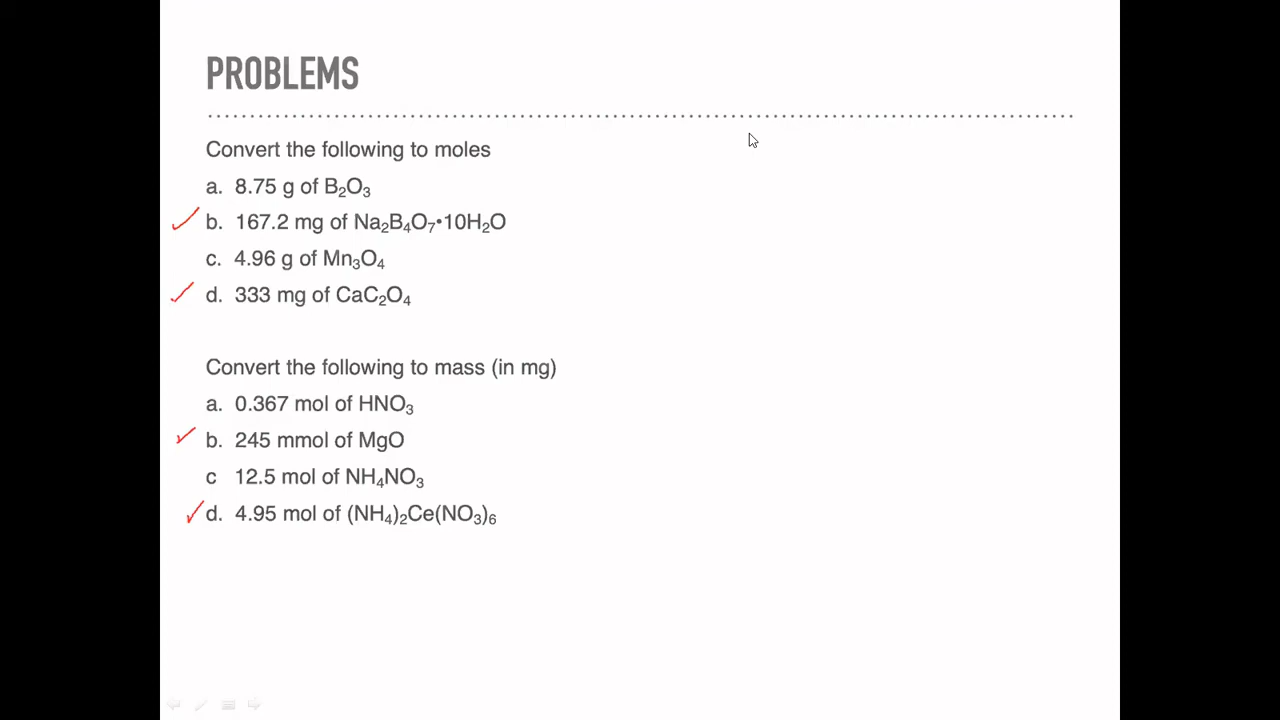 PROBLEMS
Convert the following to moles
a. 8.75 g of B₂O₃
b. 167.2 mg of Na₂B₄O₇•10H₂O
c. 4.96 g of Mn₃O₄
d. 333 mg of CaC₂O₄
Convert the following to mass (in mg)
a. 0.367 mol of HNO₃
b. 245 mmol of MgO
c 12.5 mol of NH₄NO₃
d. 4.95 mol of (NH₄)₂Ce(NO₃)₆